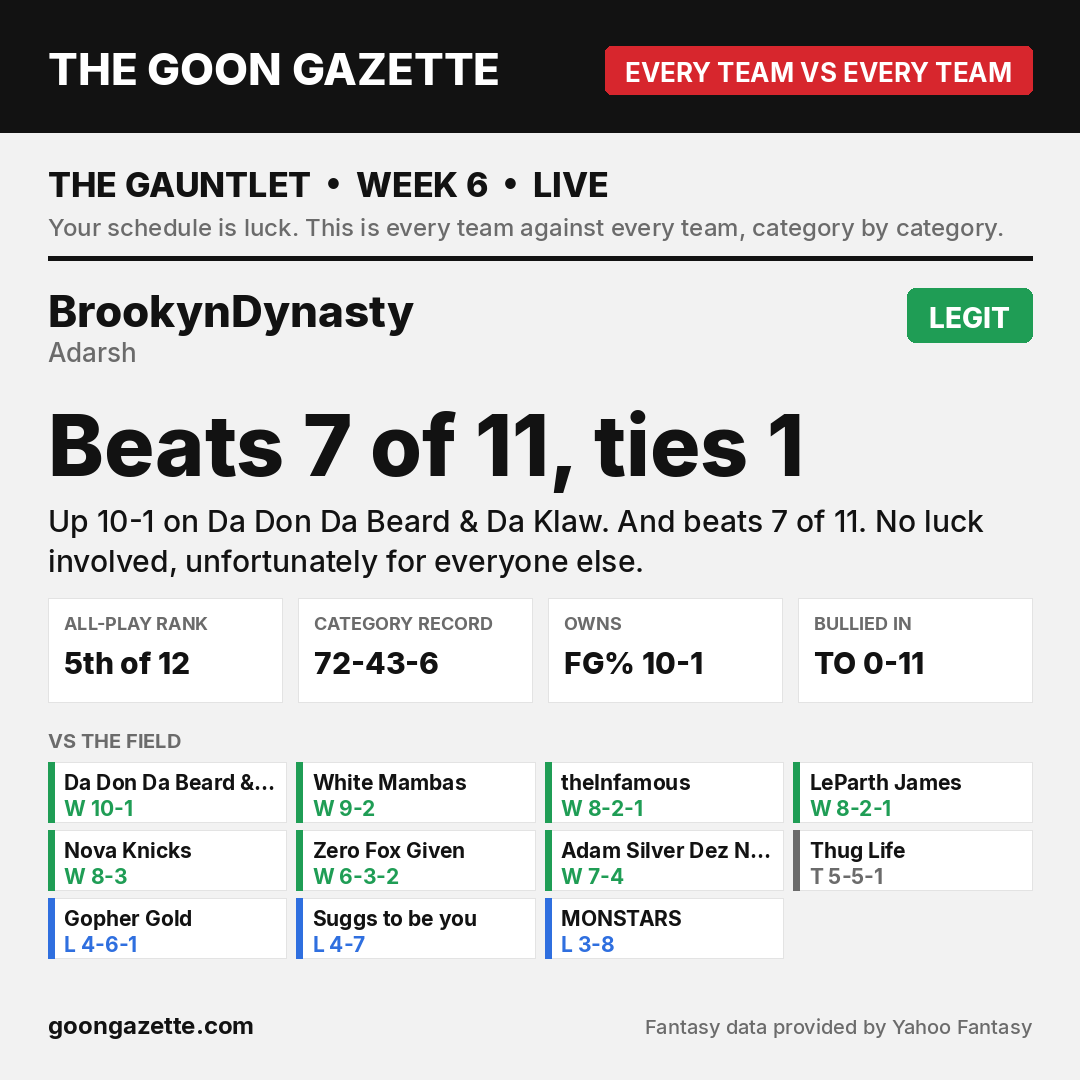 THE GOON GAZETTE
EVERY TEAM VS EVERY TEAM
THE GAUNTLET • WEEK 6 • LIVE
Your schedule is luck. This is every team against every team, category by category.
BrookynDynasty
LEGIT
Adarsh
Beats 7 of 11, ties 1
Up 10-1 on Da Don Da Beard & Da Klaw. And beats 7 of 11. No luck
involved, unfortunately for everyone else.
ALL-PLAY RANK
5th of 12
CATEGORY RECORD
72-43-6
OWNS
FG% 10-1
BULLIED IN
TO 0-11
VS THE FIELD
Da Don Da Beard &...
W 10-1
White Mambas
W 9-2
theInfamous
W 8-2-1
LeParth James
W 8-2-1
Nova Knicks
W 8-3
Zero Fox Given
W 6-3-2
Adam Silver Dez N...
W 7-4
Thug Life
T 5-5-1
Gopher Gold
L 4-6-1
Suggs to be you
L 4-7
MONSTARS
L 3-8
goongazette.com
Fantasy data provided by Yahoo Fantasy